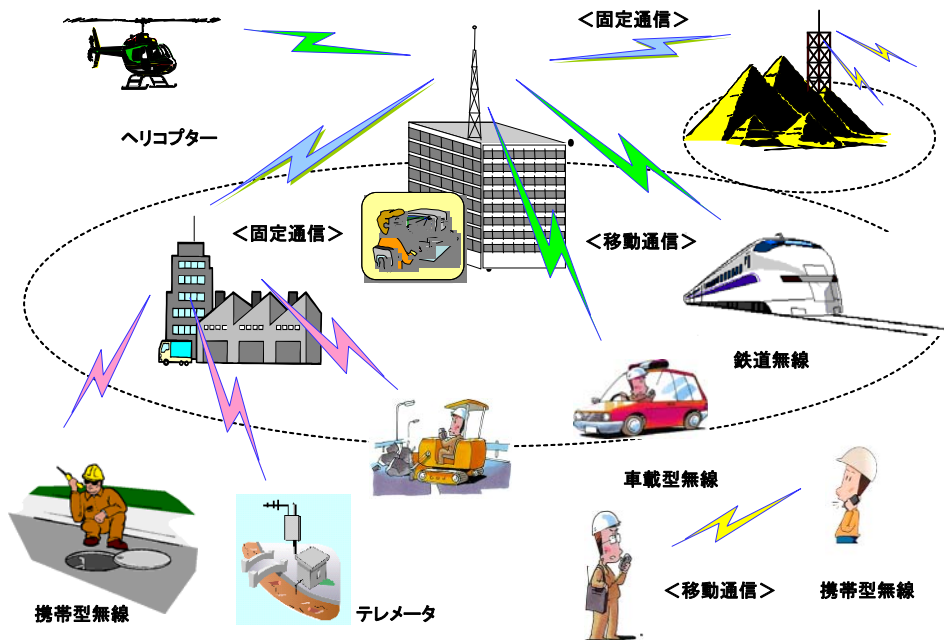 ＜固定通信＞
ヘリコプター
＜固定通信＞
＜移動通信＞
鉄道無線
車載型無線
＜移動通信＞
携帯型無線
携帯型無線
テレメータ